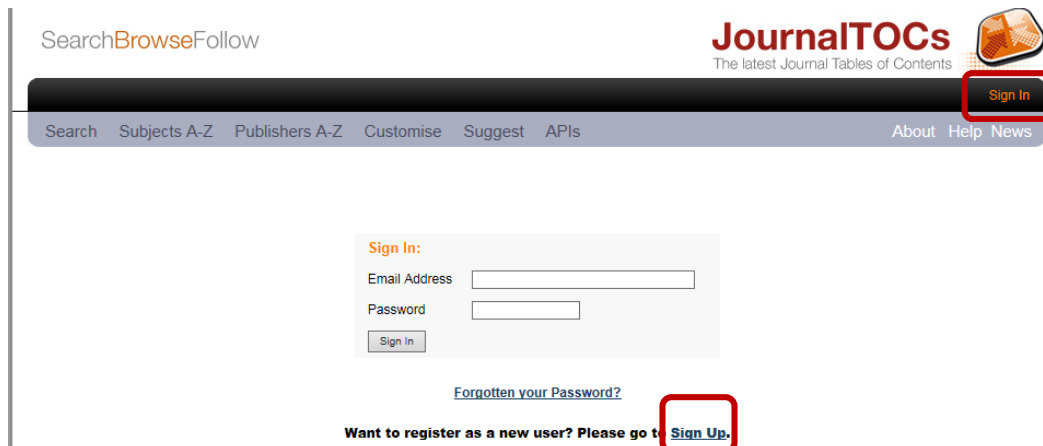 SearchBrowseFollow
JournalTOCs
The latest Journal Tables of Contents
Sign In
Search Subjects A-Z Publishers A-Z Customise Suggest APIs About Help News
Sign In:
Email Address
Password
Sign In
Forgotten your Password?
Want to register as a new user? Please go to Sign Up.